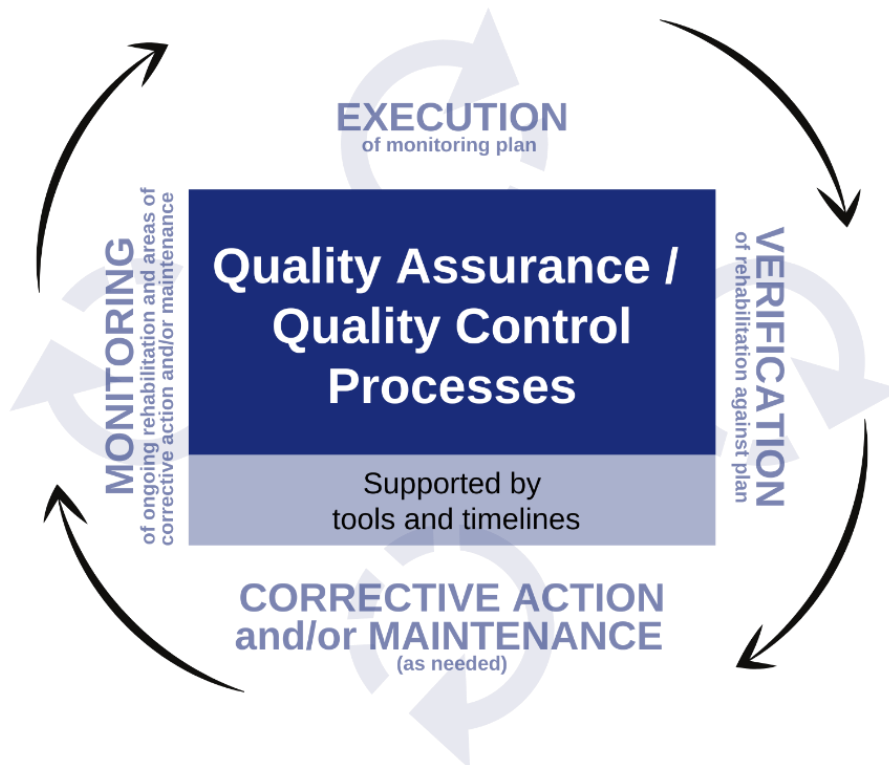 EXECUTION
of monitoring plan
VERIFICATION
of rehabilitation against plan
Quality Assurance /
Quality Control
Processes
Supported by
tools and timelines
CORRECTIVE ACTION
and/or MAINTENANCE
(as needed)
MONITORING
of ongoing rehabilitation and areas of
corrective action and/or maintenance